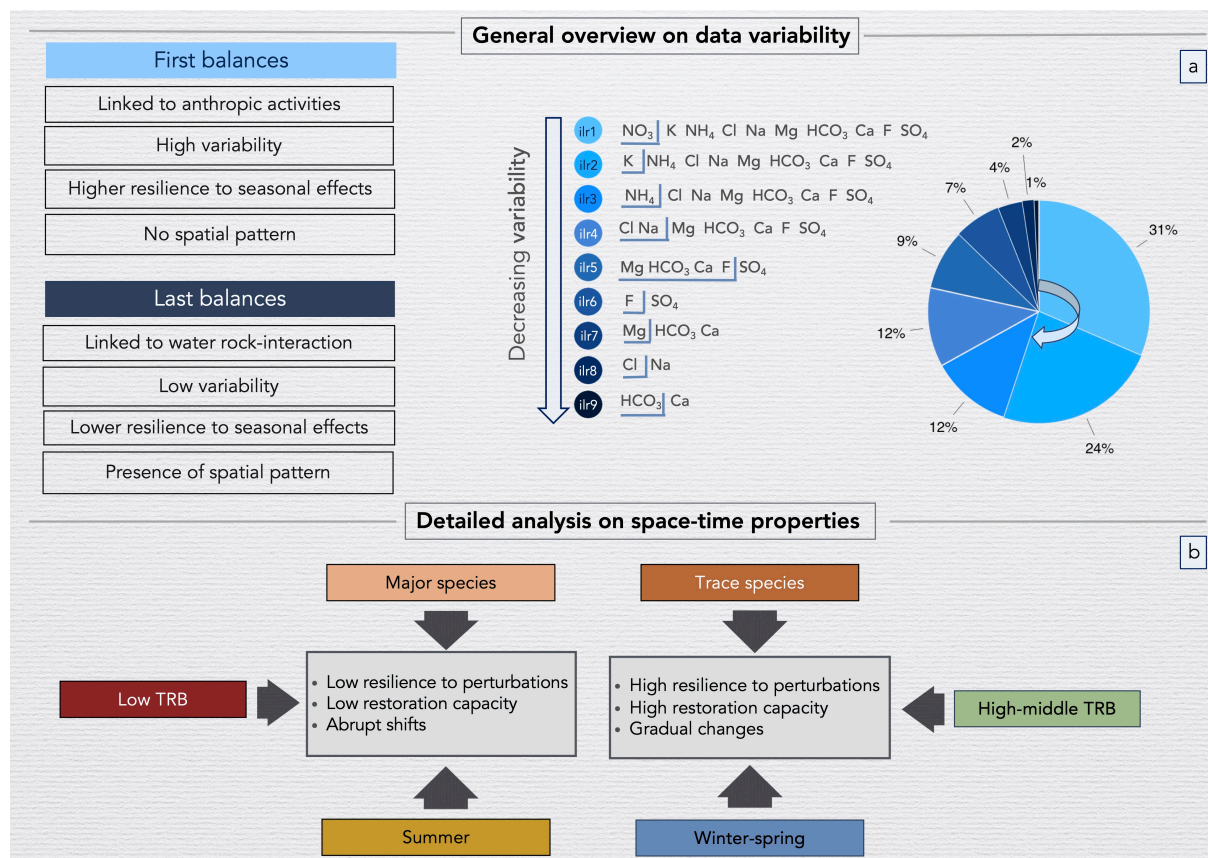 General overview on data variability
a
First balances
Linked to anthropic activities
High variability
Higher resilience to seasonal effects
No spatial pattern
Last balances
Linked to water rock-interaction
Low variability
Lower resilience to seasonal effects
Presence of spatial pattern
Decreasing variability
ilr1 NO₃ K NH₄ Cl Na Mg HCO₃ Ca F SO₄
ilr2 K NH₄ Cl Na Mg HCO₃ Ca F SO₄
ilr3 NH₄ Cl Na Mg HCO₃ Ca F SO₄
ilr4 Cl Na Mg HCO₃ Ca F SO₄
ilr5 Mg HCO₃ Ca F SO₄
ilr6 F SO₄
ilr7 Mg HCO₃ Ca
ilr8 Cl Na
ilr9 HCO₃ Ca
31%
24%
12%
12%
9%
7%
4%
2%
1%
Detailed analysis on space-time properties
b
Major species
Trace species
Low TRB
• Low resilience to perturbations
• Low restoration capacity
• Abrupt shifts
• High resilience to perturbations
• High restoration capacity
• Gradual changes
High-middle TRB
Summer
Winter-spring